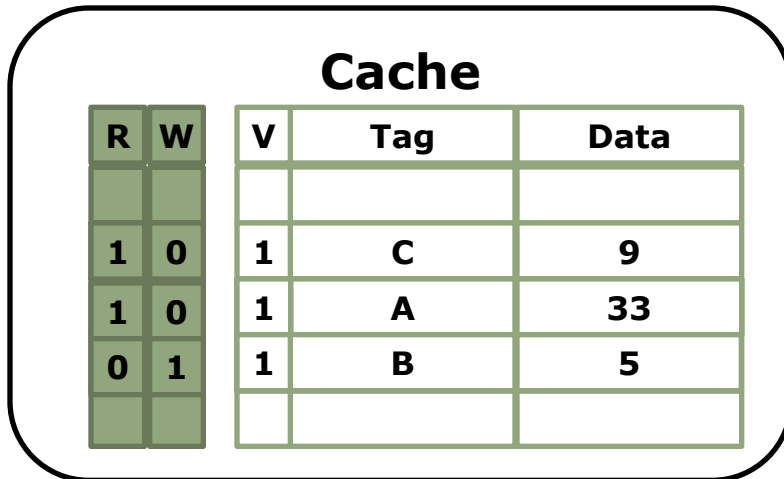 Cache
R W V Tag Data
1 0 1 C 9
1 0 1 A 33
0 1 1 B 5